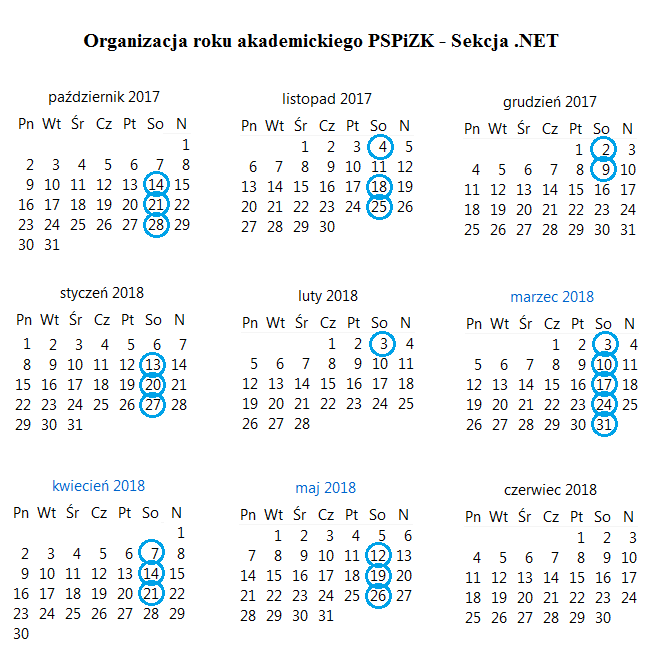 Organizacja roku akademickiego PSPiZK - Sekcja .NET
październik 2017
Pn Wt Śr Cz Pt So N
1
2 3 4 5 6 7 8
9 10 11 12 13 14 15
16 17 18 19 20 21 22
23 24 25 26 27 28 29
30 31
listopad 2017
Pn Wt Śr Cz Pt So N
1 2 3 4 5
6 7 8 9 10 11 12
13 14 15 16 17 18 19
20 21 22 23 24 25 26
27 28 29 30
grudzień 2017
Pn Wt Śr Cz Pt So N
1 2 3
4 5 6 7 8 9 10
11 12 13 14 15 16 17
18 19 20 21 22 23 24
25 26 27 28 29 30 31
styczeń 2018
Pn Wt Śr Cz Pt So N
1 2 3 4 5 6 7
8 9 10 11 12 13 14
15 16 17 18 19 20 21
22 23 24 25 26 27 28
29 30 31
luty 2018
Pn Wt Śr Cz Pt So N
1 2 3 4
5 6 7 8 9 10 11
12 13 14 15 16 17 18
19 20 21 22 23 24 25
26 27 28
marzec 2018
Pn Wt Śr Cz Pt So N
1 2 3 4
5 6 7 8 9 10 11
12 13 14 15 16 17 18
19 20 21 22 23 24 25
26 27 28 29 30 31
kwiecień 2018
Pn Wt Śr Cz Pt So N
1
2 3 4 5 6 7 8
9 10 11 12 13 14 15
16 17 18 19 20 21 22
23 24 25 26 27 28 29
30
maj 2018
Pn Wt Śr Cz Pt So N
1 2 3 4 5 6
7 8 9 10 11 12 13
14 15 16 17 18 19 20
21 22 23 24 25 26 27
28 29 30 31
czerwiec 2018
Pn Wt Śr Cz Pt So N
1 2 3
4 5 6 7 8 9 10
11 12 13 14 15 16 17
18 19 20 21 22 23 24
25 26 27 28 29 30